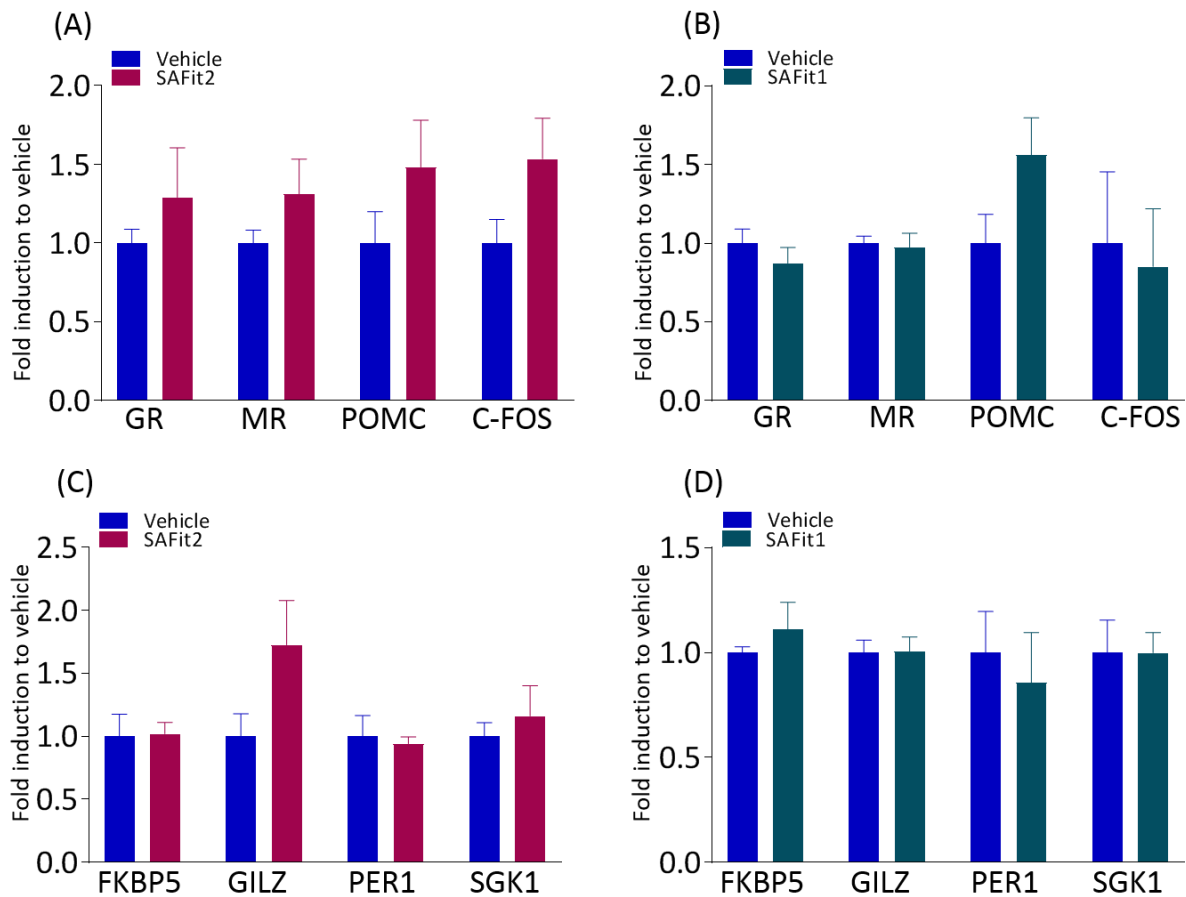 (A)
Vehicle
SAFit2
Fold induction to vehicle
2.0
1.5
1.0
0.5
0.0
GR MR POMC C-FOS
(B)
Vehicle
SAFit1
Fold induction to vehicle
2.0
1.5
1.0
0.5
0.0
GR MR POMC C-FOS
(C)
Vehicle
SAFit2
Fold induction to vehicle
2.5
2.0
1.5
1.0
0.5
0.0
FKBP5 GILZ PER1 SGK1
(D)
Vehicle
SAFit1
Fold induction to vehicle
1.5
1.0
0.5
0.0
FKBP5 GILZ PER1 SGK1